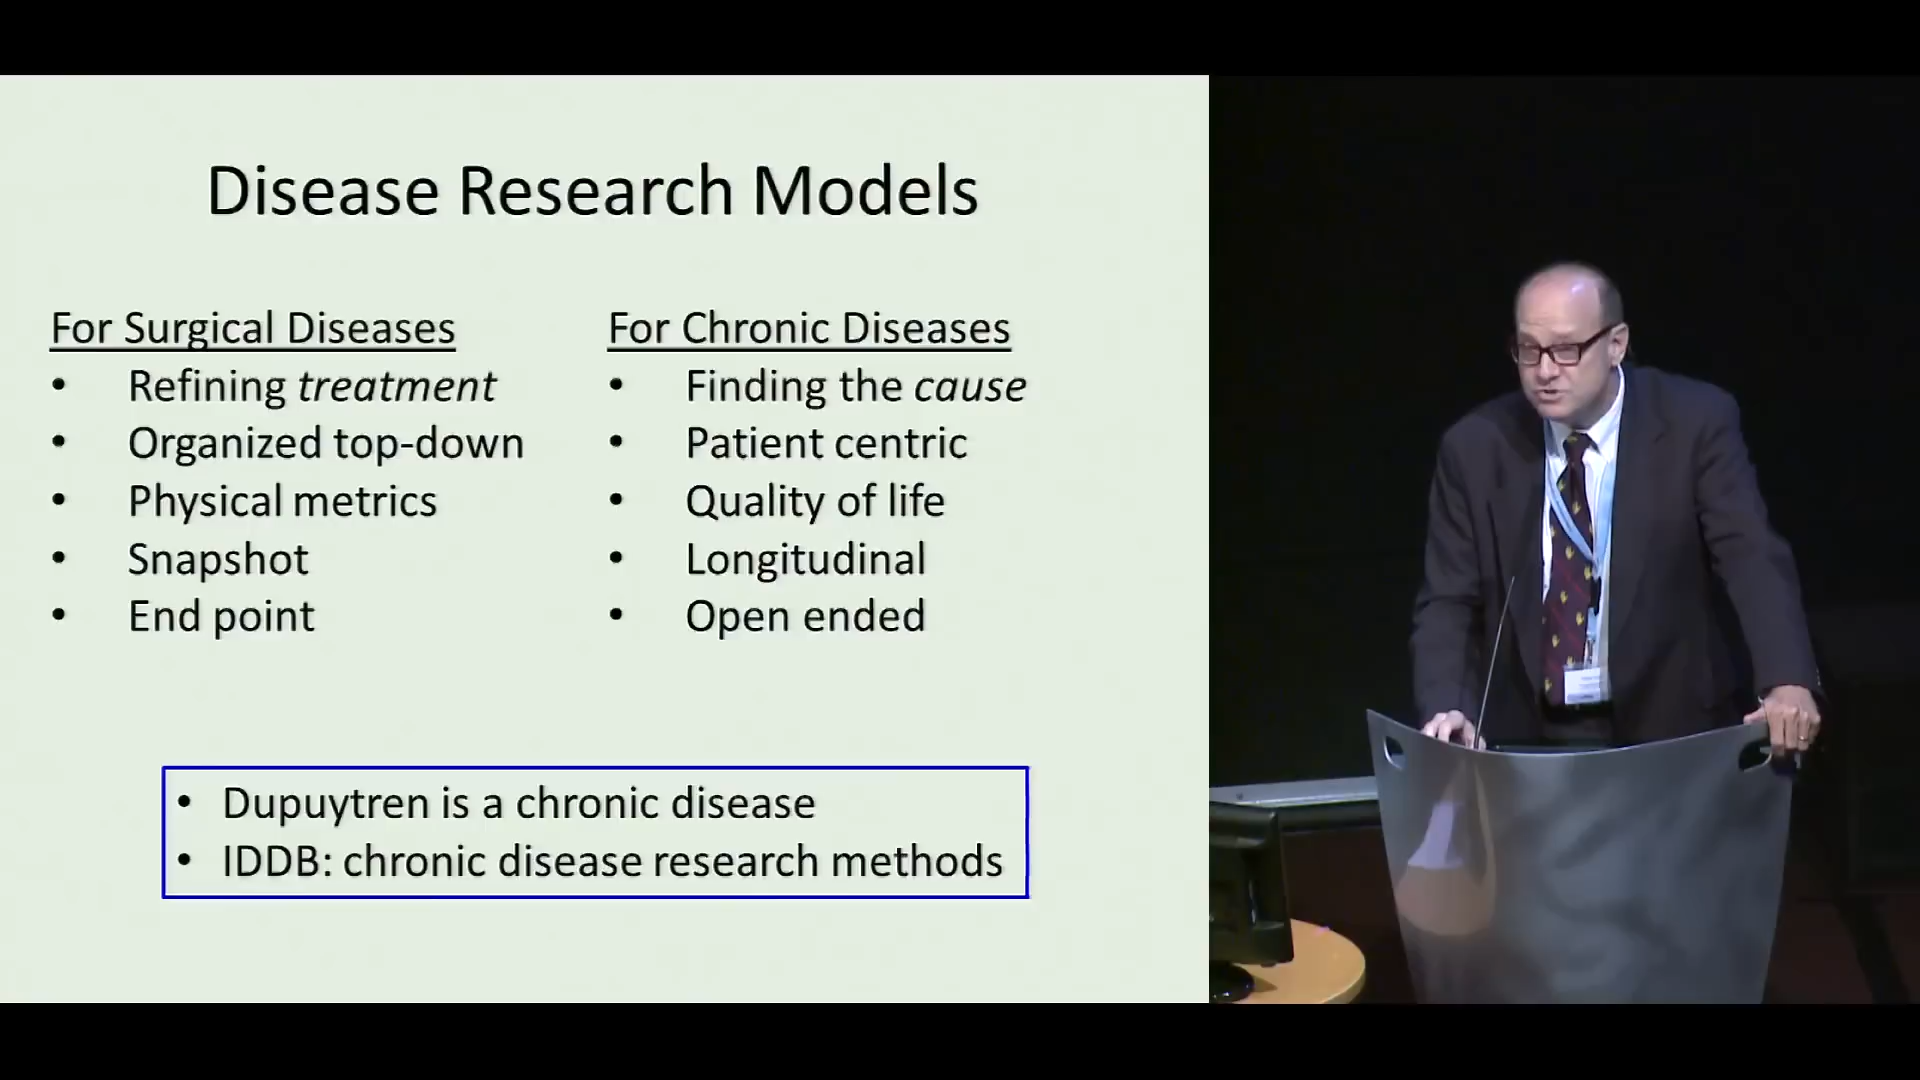 Disease Research Models
For Surgical Diseases
• Refining treatment
• Organized top-down
• Physical metrics
• Snapshot
• End point
For Chronic Diseases
• Finding the cause
• Patient centric
• Quality of life
• Longitudinal
• Open ended
• Dupuytren is a chronic disease
• IDDB: chronic disease research methods